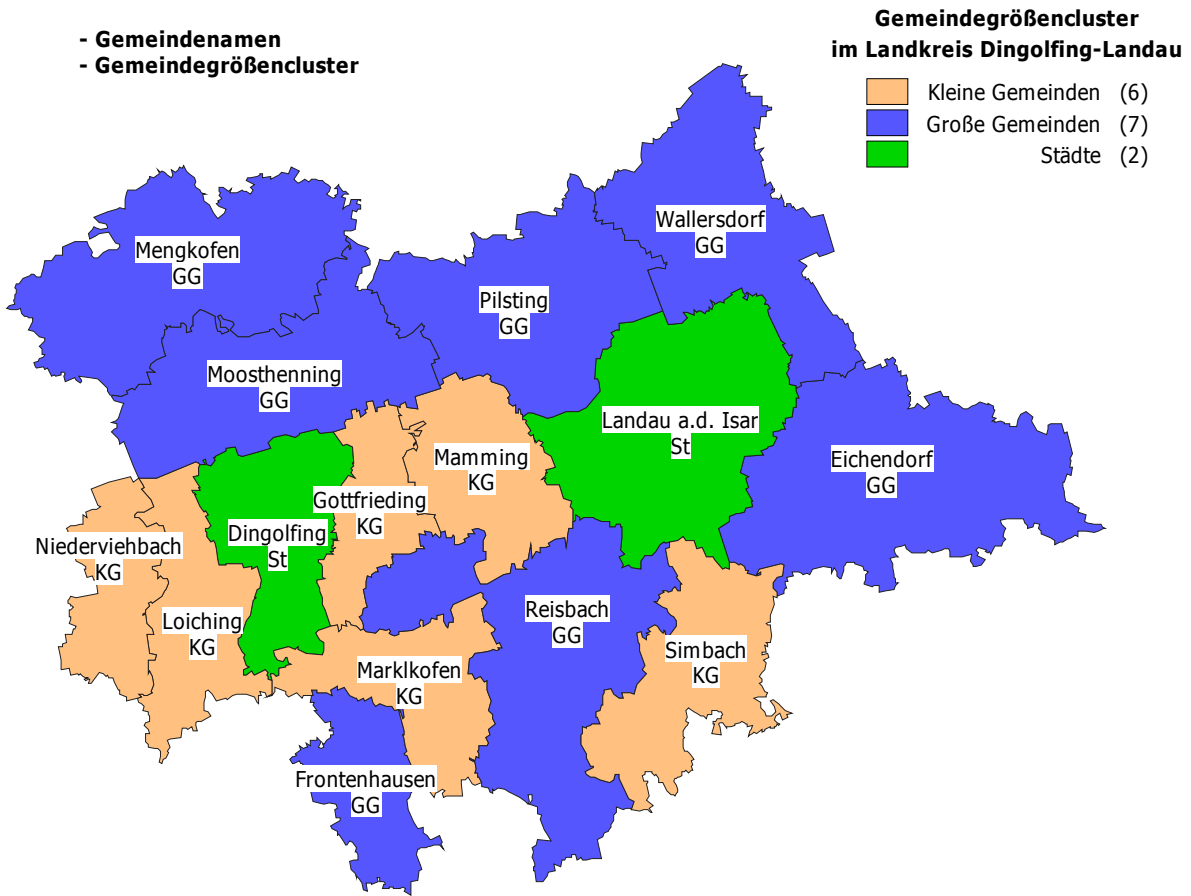 - Gemeindenamen
- Gemeindegrößencluster
Gemeindegrößencluster
im Landkreis Dingolfing-Landau
Kleine Gemeinden (6)
Große Gemeinden (7)
Städte (2)
Wallersdorf
GG
Mengkofen
GG
Pilsting
GG
Moosthenning
GG
Landau a.d. Isar
St
Mamming
KG
Eichendorf
GG
Gottfrieding
KG
Dingolfing
St
Niederviehbach
KG
Reisbach
GG
Loiching
KG
Simbach
KG
Marklkofen
KG
Frontenhausen
GG